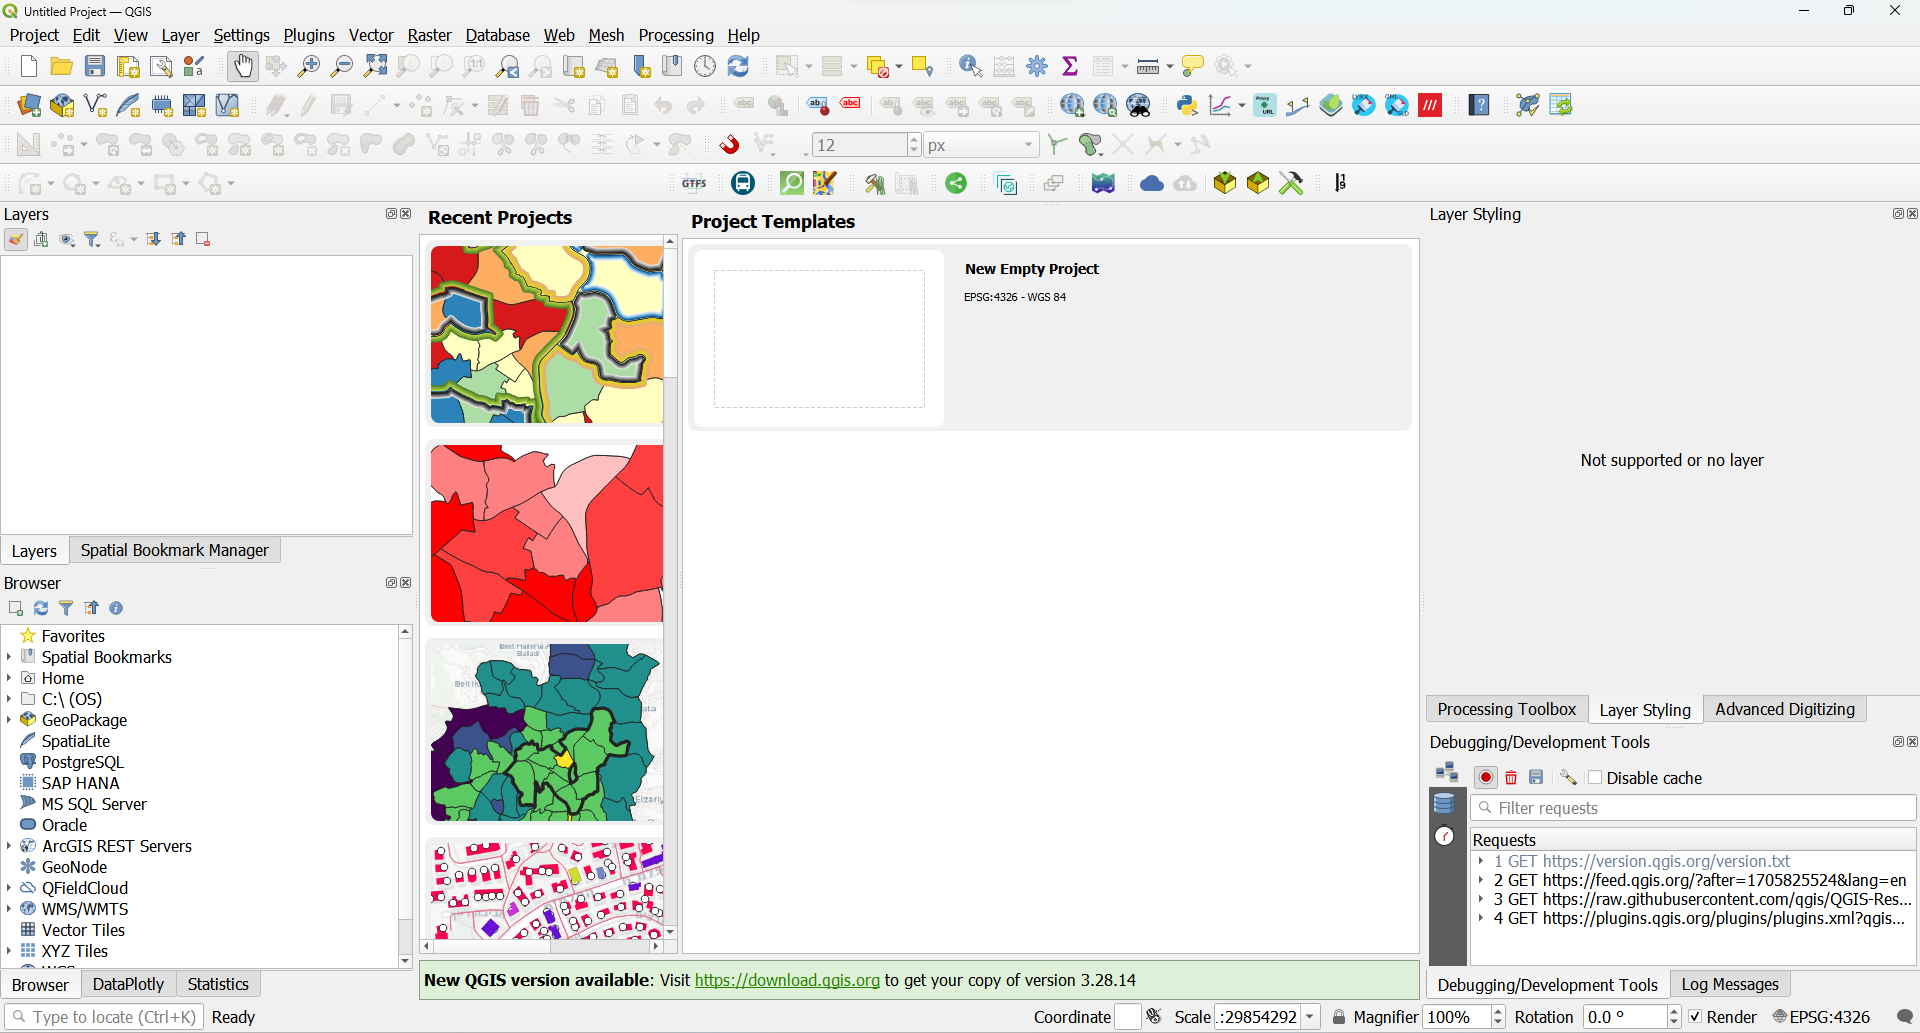 Untitled Project — QGIS
Project Edit View Layer Settings Plugins Vector Raster Database Web Mesh Processing Help
12 px
GTFS
Layers
Recent Projects
Project Templates
Layer Styling
New Empty Project
EPSG:4326 - WGS 84
Not supported or no layer
Layers Spatial Bookmark Manager
Browser
Favorites
Spatial Bookmarks
Home
C:\ (OS)
GeoPackage
SpatiaLite
PostgreSQL
SAP HANA
MS SQL Server
Oracle
ArcGIS REST Servers
GeoNode
QFieldCloud
WMS/WMTS
Vector Tiles
XYZ Tiles
Processing Toolbox Layer Styling Advanced Digitizing
Debugging/Development Tools
Disable cache
Filter requests
Requests
1 GET https://version.qgis.org/version.txt
2 GET https://feed.qgis.org/?after=1705825524&lang=en
3 GET https://raw.githubusercontent.com/qgis/QGIS-Res...
4 GET https://plugins.qgis.org/plugins/plugins.xml?qgis...
Browser DataPlotly Statistics
New QGIS version available: Visit https://download.qgis.org to get your copy of version 3.28.14
Debugging/Development Tools Log Messages
Type to locate (Ctrl+K) Ready
Coordinate Scale .:29854292 Magnifier 100% Rotation 0.0 ° Render EPSG:4326